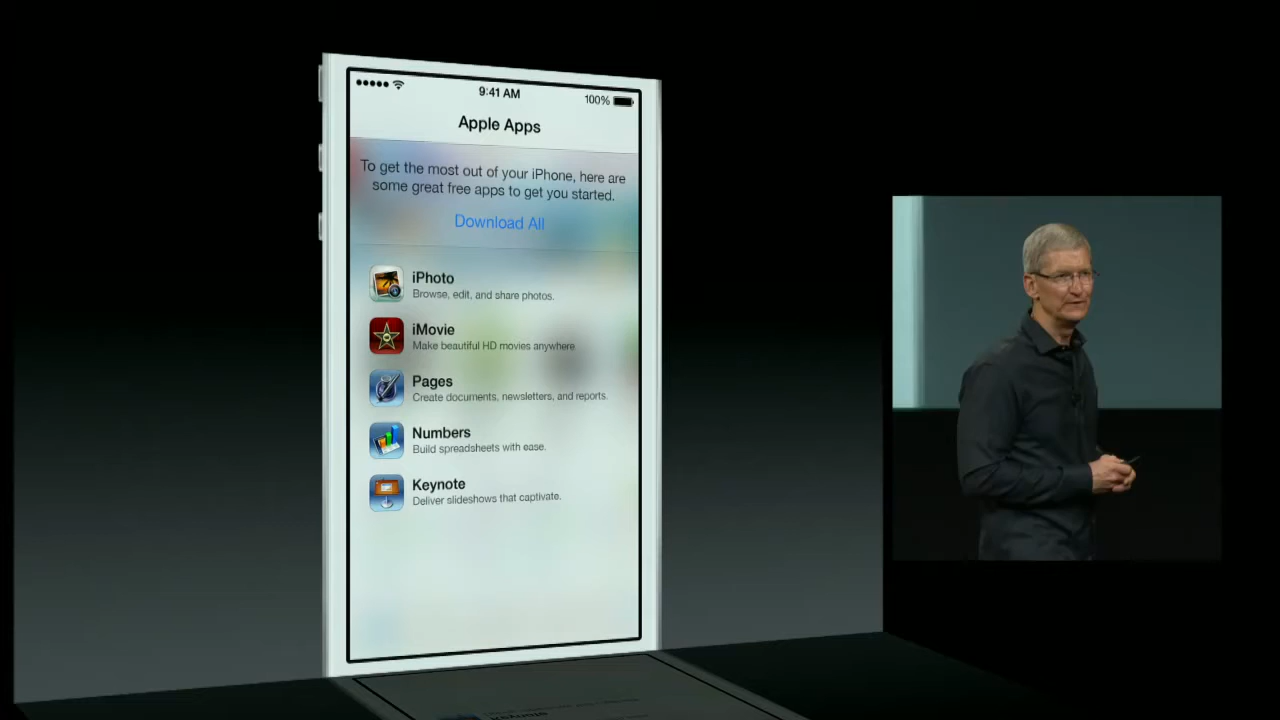 9:41 AM
100%
Apple Apps
To get the most out of your iPhone, here are
some great free apps to get you started.
Download All
iPhoto
Browse, edit, and share photos.
iMovie
Make beautiful HD movies anywhere.
Pages
Create documents, newsletters, and reports.
Numbers
Build spreadsheets with ease.
Keynote
Deliver slideshows that captivate.